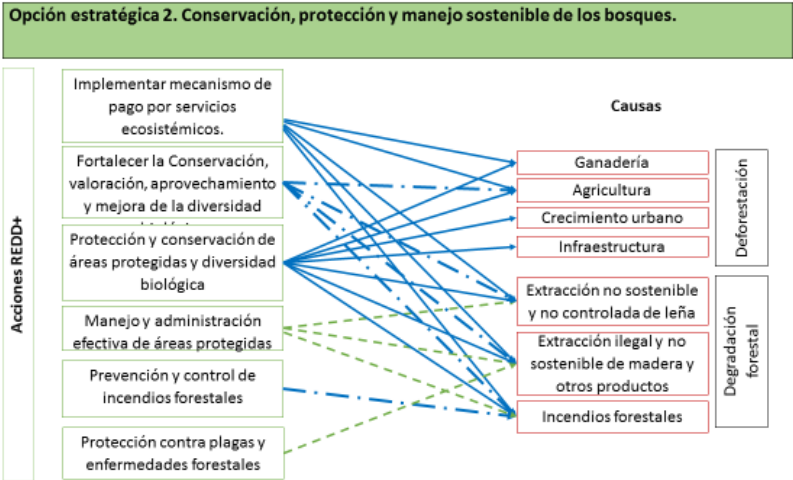 Opción estratégica 2. Conservación, protección y manejo sostenible de los bosques.
Acciones REDD+
Implementar mecanismo de
pago por servicios
ecosistémicos.
Fortalecer la Conservación,
valoración, aprovechamiento
y mejora de la diversidad
Protección y conservación de
áreas protegidas y diversidad
biológica
Manejo y administración
efectiva de áreas protegidas
Prevención y control de
incendios forestales
Protección contra plagas y
enfermedades forestales
Causas
Ganadería
Agricultura
Crecimiento urbano
Infraestructura
Extracción no sostenible
y no controlada de leña
Extracción ilegal y no
sostenible de madera y
otros productos
Incendios forestales
Deforestación
Degradación
forestal